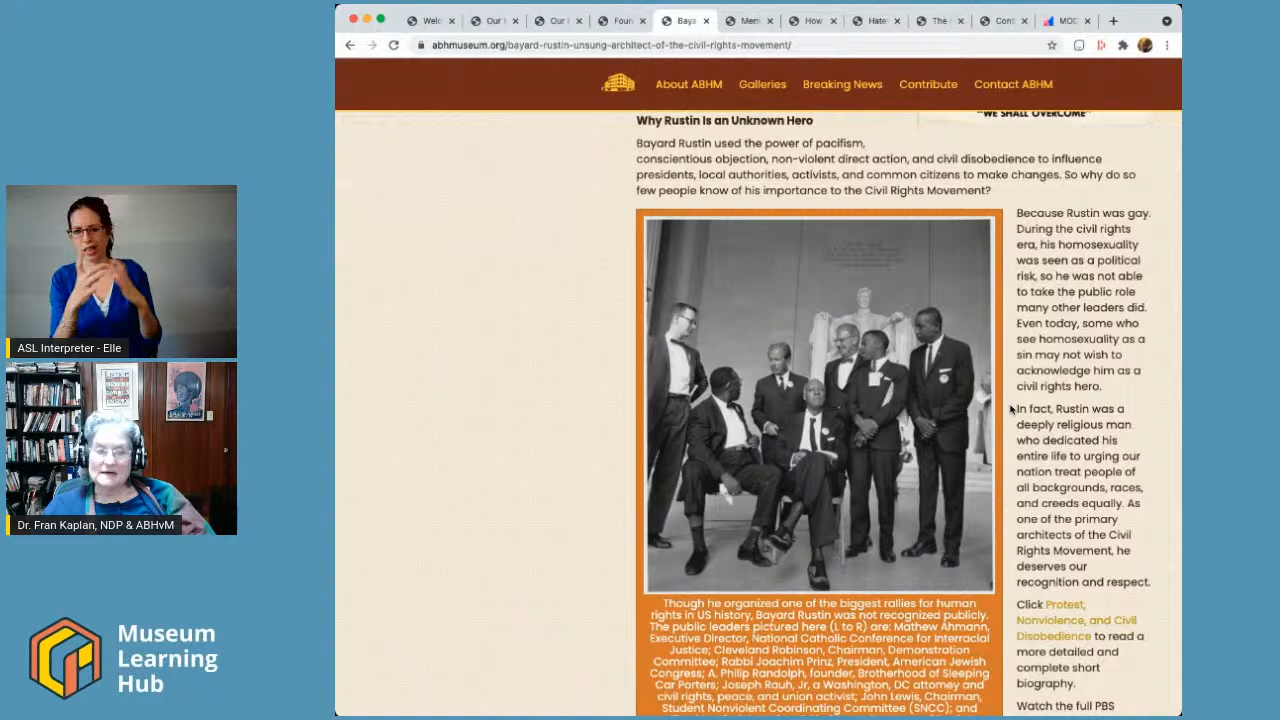 Welc
Our
Our
Foun
Baya
Mem
How
Hate
The
Cont
MOD
abhmuseum.org/bayard-rustin-unsung-architect-of-the-civil-rights-movement/
About ABHM
Galleries
Breaking News
Contribute
Contact ABHM
"WE SHALL OVERCOME"
Why Rustin Is an Unknown Hero
Bayard Rustin used the power of pacifism,
conscientious objection, non-violent direct action, and civil disobedience to influence
presidents, local authorities, activists, and common citizens to make changes. So why do so
few people know of his importance to the Civil Rights Movement?
Because Rustin was gay.
During the civil rights
era, his homosexuality
was seen as a political
risk, so he was not able
to take the public role
many other leaders did.
Even today, some who
see homosexuality as a
sin may not wish to
acknowledge him as a
civil rights hero.
In fact, Rustin was a
deeply religious man
who dedicated his
entire life to urging our
nation treat people of
all backgrounds, races,
and creeds equally. As
one of the primary
architects of the Civil
Rights Movement, he
deserves our
recognition and respect.
Click Protest,
Nonviolence, and Civil
Disobedience to read a
more detailed and
complete short
biography.
Watch the full PBS
Though he organized one of the biggest rallies for human
rights in US history, Bayard Rustin was not recognized publicly.
The public leaders pictured here (L to R) are: Mathew Ahmann,
Executive Director, National Catholic Conference for Interracial
Justice; Cleveland Robinson, Chairman, Demonstration
Committee; Rabbi Joachim Prinz, President, American Jewish
Congress; A. Philip Randolph, founder, Brotherhood of Sleeping
Car Porters; Joseph Rauh, Jr, a Washington, DC attorney and
civil rights, peace, and union activist; John Lewis, Chairman,
Student Nonviolent Coordinating Committee (SNCC); and
ASL Interpreter - Elle
Dr. Fran Kaplan, NDP & ABHvM
Museum
Learning
Hub